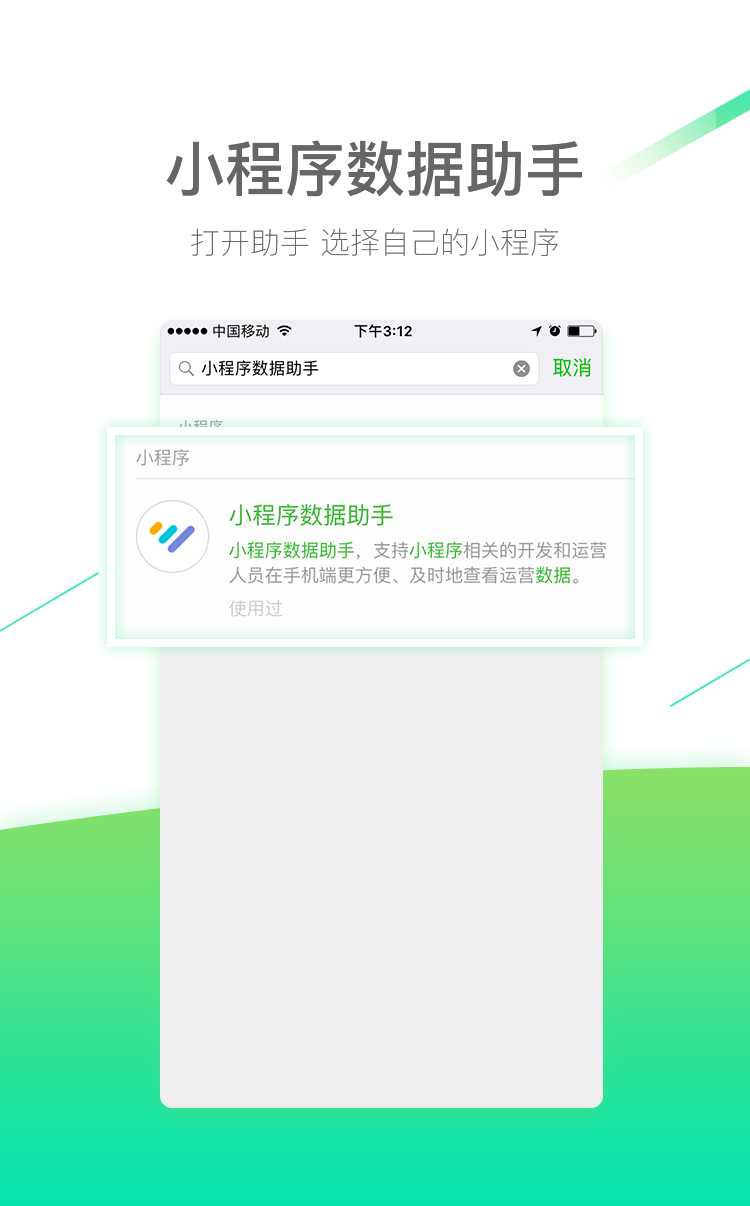 小程序数据助手
打开助手 选择自己的小程序
中国移动 下午3:12
小程序数据助手 取消
小程序
小程序
小程序数据助手
小程序数据助手，支持小程序相关的开发和运营
人员在手机端更方便、及时地查看运营数据。
使用过